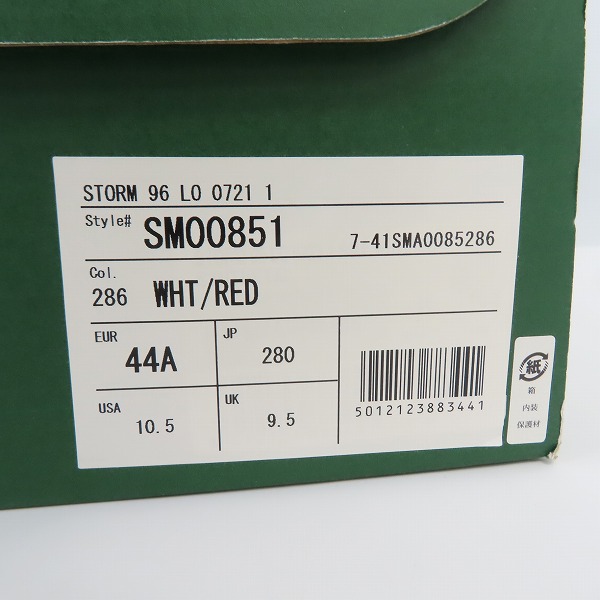 STORM 96 LO 0721 1
Style# SM00851 7-41SMA0085286
Col.
286 WHT/RED
EUR
44A
JP
280
USA
10.5
UK
9.5
5012123883441
紙
箱
内装
保護材